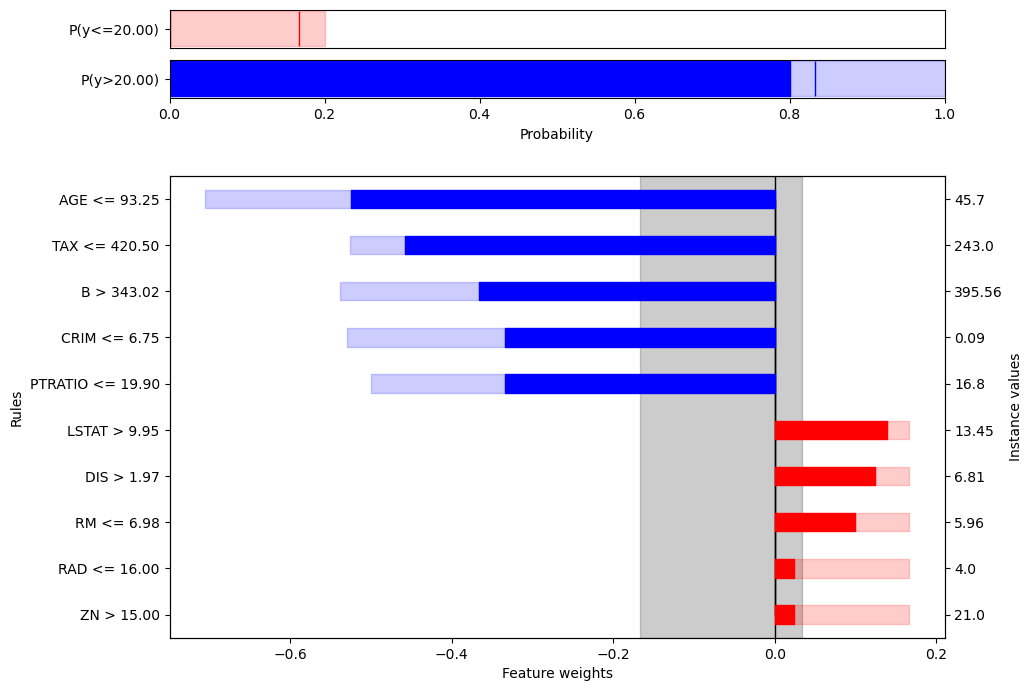 P(y<=20.00)
P(y>20.00)
0.0 0.2 0.4 0.6 0.8 1.0
Probability
AGE <= 93.25 45.7
TAX <= 420.50 243.0
B > 343.02 395.56
CRIM <= 6.75 0.09
PTRATIO <= 19.90 16.8
LSTAT > 9.95 13.45
DIS > 1.97 6.81
RM <= 6.98 5.96
RAD <= 16.00 4.0
ZN > 15.00 21.0
Rules
Instance values
−0.6 −0.4 −0.2 0.0 0.2
Feature weights